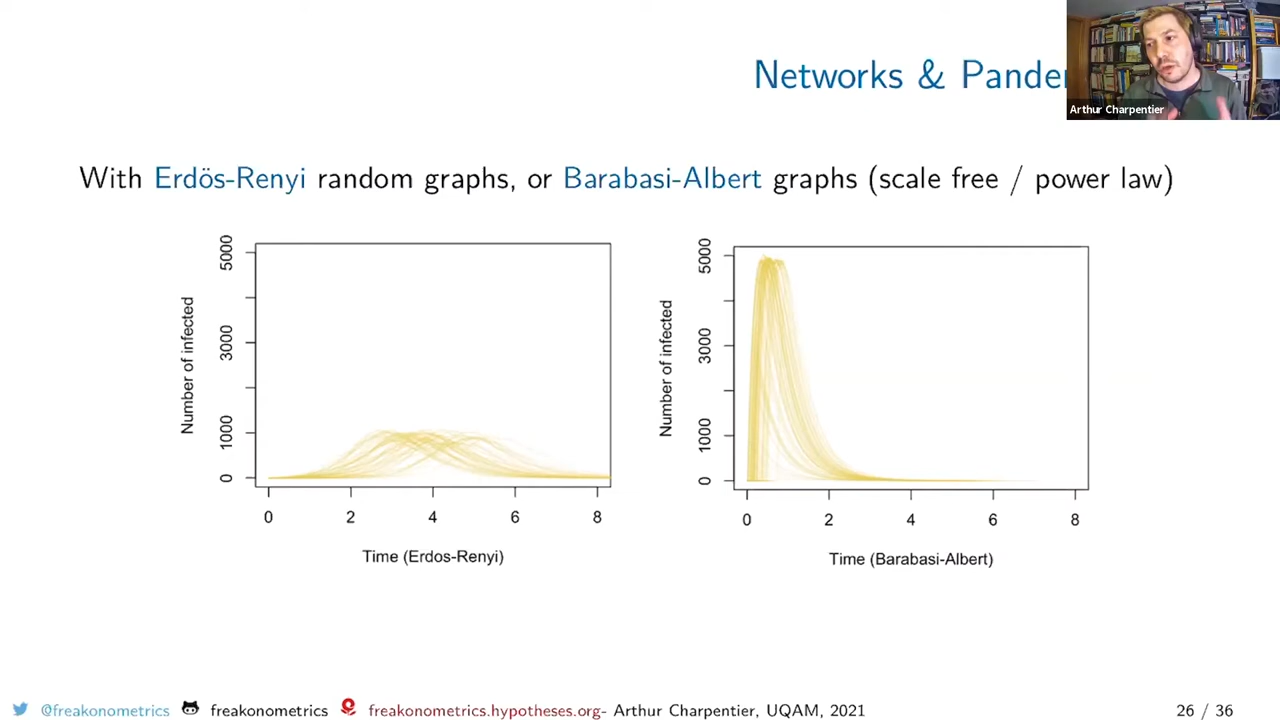 Networks & Pande
Arthur Charpentier
With Erdös-Renyi random graphs, or Barabasi-Albert graphs (scale free / power law)
Number of infected
0 1000 3000 5000
0 2 4 6 8
Time (Erdos-Renyi)
Number of infected
0 1000 3000 5000
0 2 4 6 8
Time (Barabasi-Albert)
@freakonometrics freakonometrics freakonometrics.hypotheses.org- Arthur Charpentier, UQAM, 2021 26 / 36